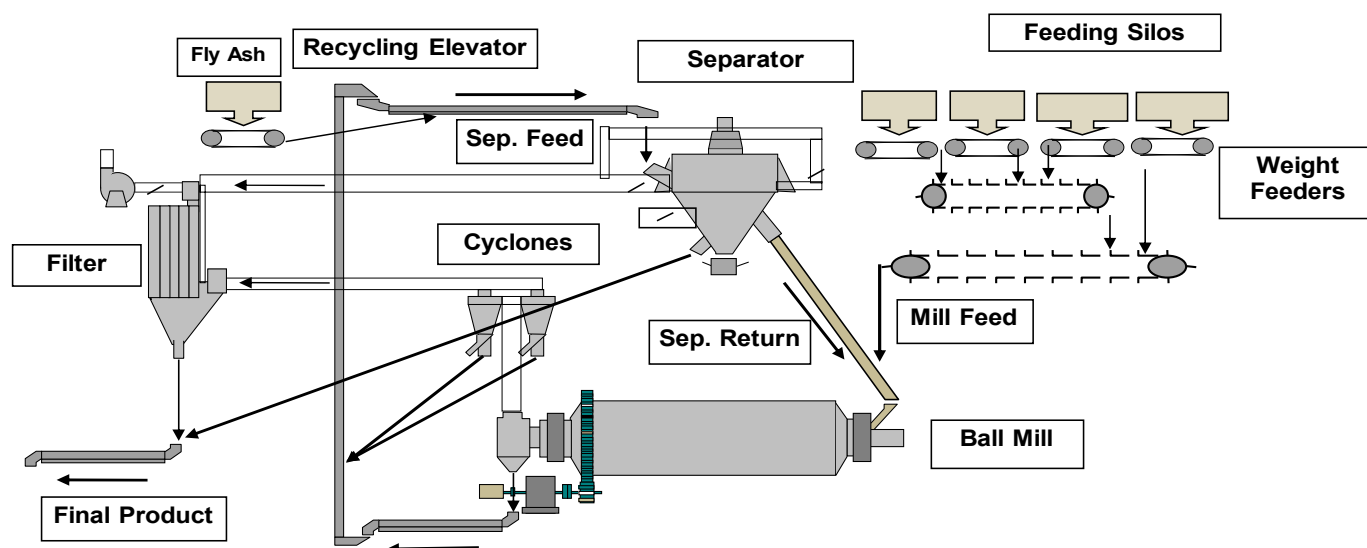 Feeding Silos
Recycling Elevator
Fly Ash
Separator
Sep. Feed
Weight
Feeders
Cyclones
Filter
Mill Feed
Sep. Return
Ball Mill
Final Product